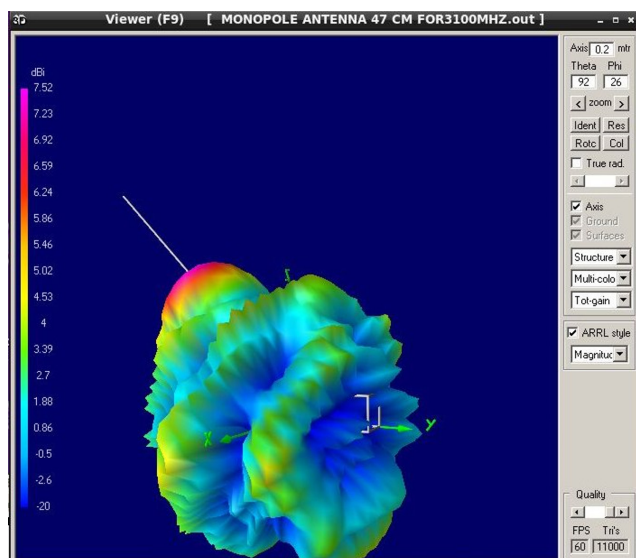 3D
Viewer (F9) [ MONOPOLE ANTENNA 47 CM FOR3100MHZ.out ]
dBi
7.52
7.23
6.92
6.59
6.24
5.86
5.46
5.02
4.53
4
3.39
2.7
1.88
0.86
-0.5
-2.6
-20
Z
X
Y
Axis 0.2 mtr
Theta Phi
92 26
< zoom >
Ident Res
Rotc Col
True rad.
Axis
Ground
Surfaces
Structure
Multi-colo
Tot-gain
ARRL style
Magnituc
Quality
FPS Tri's
60 11000